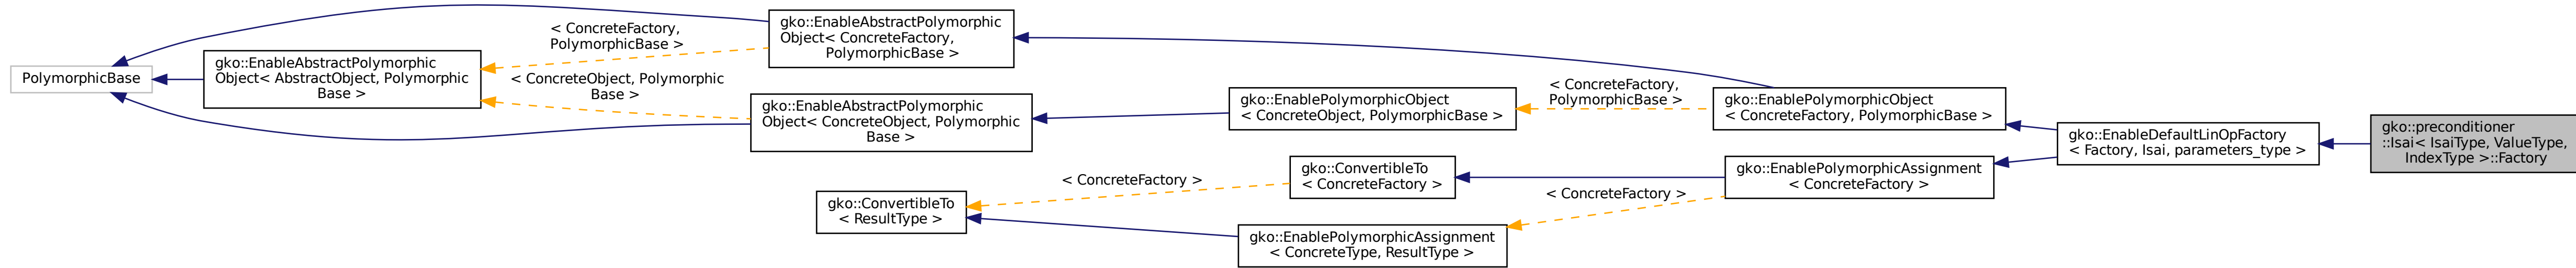 PolymorphicBase
gko::EnableAbstractPolymorphic
Object< AbstractObject, Polymorphic
Base >
< ConcreteFactory,
PolymorphicBase >
< ConcreteObject, Polymorphic
Base >
gko::EnableAbstractPolymorphic
Object< ConcreteFactory,
PolymorphicBase >
gko::EnableAbstractPolymorphic
Object< ConcreteObject, Polymorphic
Base >
gko::ConvertibleTo
< ResultType >
< ConcreteFactory >
gko::EnablePolymorphicObject
< ConcreteObject, PolymorphicBase >
gko::ConvertibleTo
< ConcreteFactory >
gko::EnablePolymorphicAssignment
< ConcreteType, ResultType >
< ConcreteFactory,
PolymorphicBase >
< ConcreteFactory >
gko::EnablePolymorphicObject
< ConcreteFactory, PolymorphicBase >
gko::EnablePolymorphicAssignment
< ConcreteFactory >
gko::EnableDefaultLinOpFactory
< Factory, Isai, parameters_type >
gko::preconditioner
::Isai< IsaiType, ValueType,
IndexType >::Factory